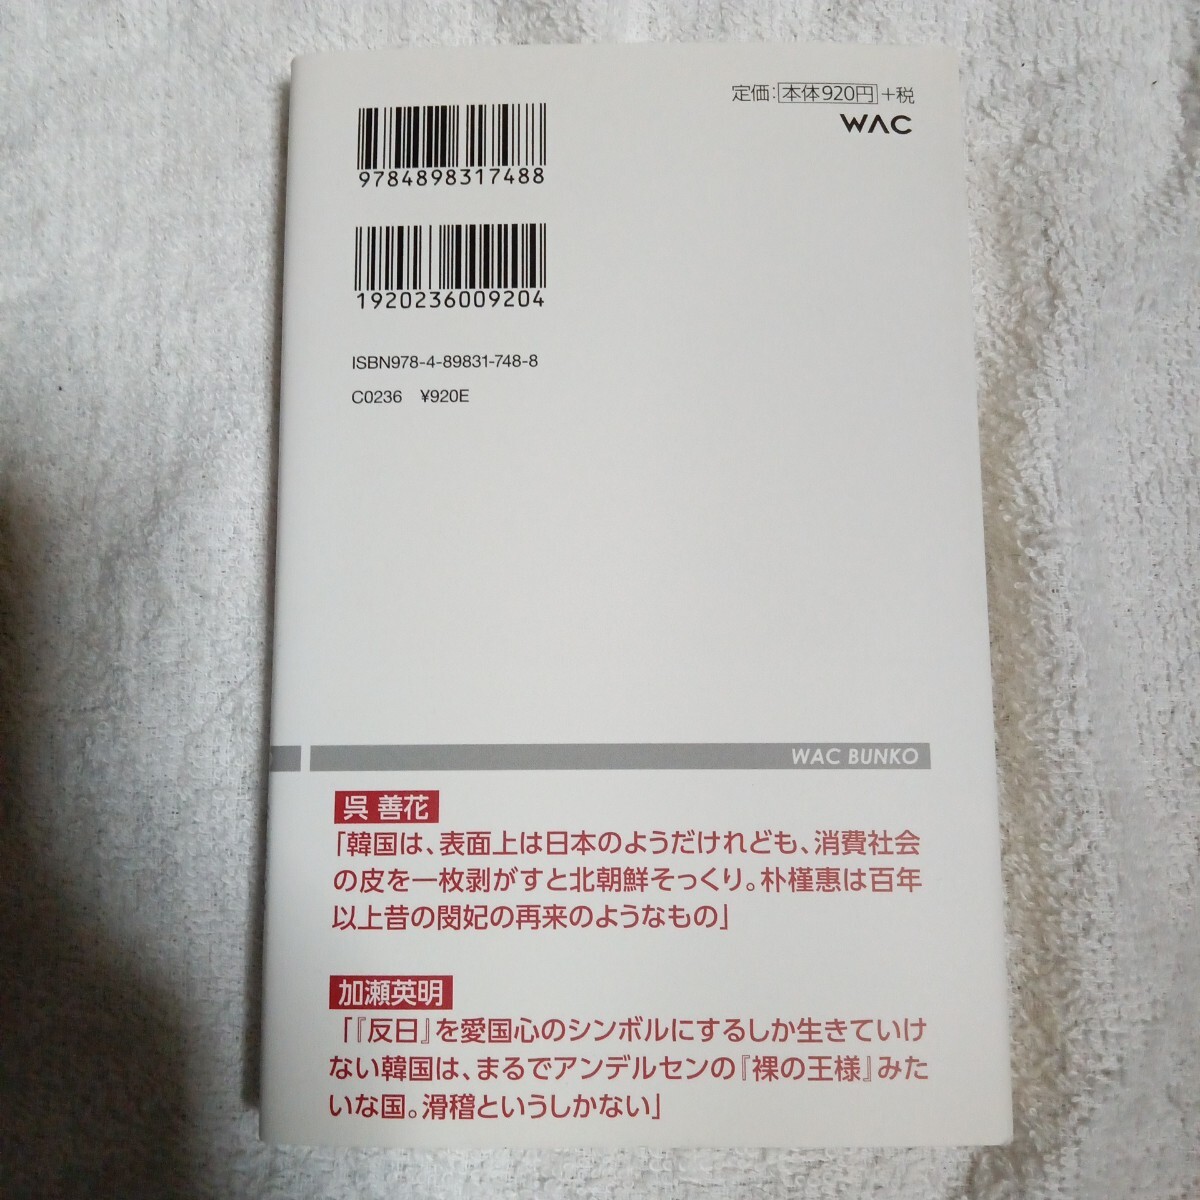 定価：本体920円＋税
WAC
9784898317488
1920236009204
ISBN978-4-89831-748-8
C0236 ¥920E
WAC BUNKO
呉 善花
「韓国は、表面上は日本のようだけれども、消費社会
の皮を一枚剥がすと北朝鮮そっくり。朴槿惠は百年
以上昔の閔妃の再来のようなもの」
加瀬英明
「『反日』を愛国心のシンボルにするしか生きていけ
ない韓国は、まるでアンデルセンの『裸の王様』みた
いな国。滑稽というしかない」